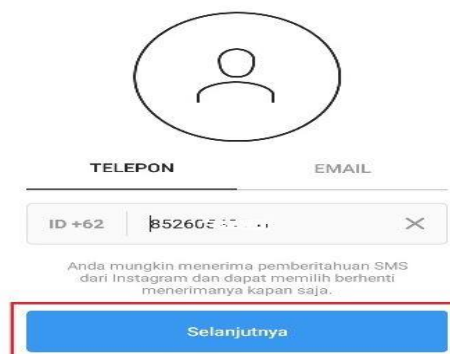 TELEPON EMAIL
ID +62
Anda mungkin menerima pemberitahuan SMS
dari Instagram dan dapat memilih berhenti
menerimanya kapan saja.
Selanjutnya